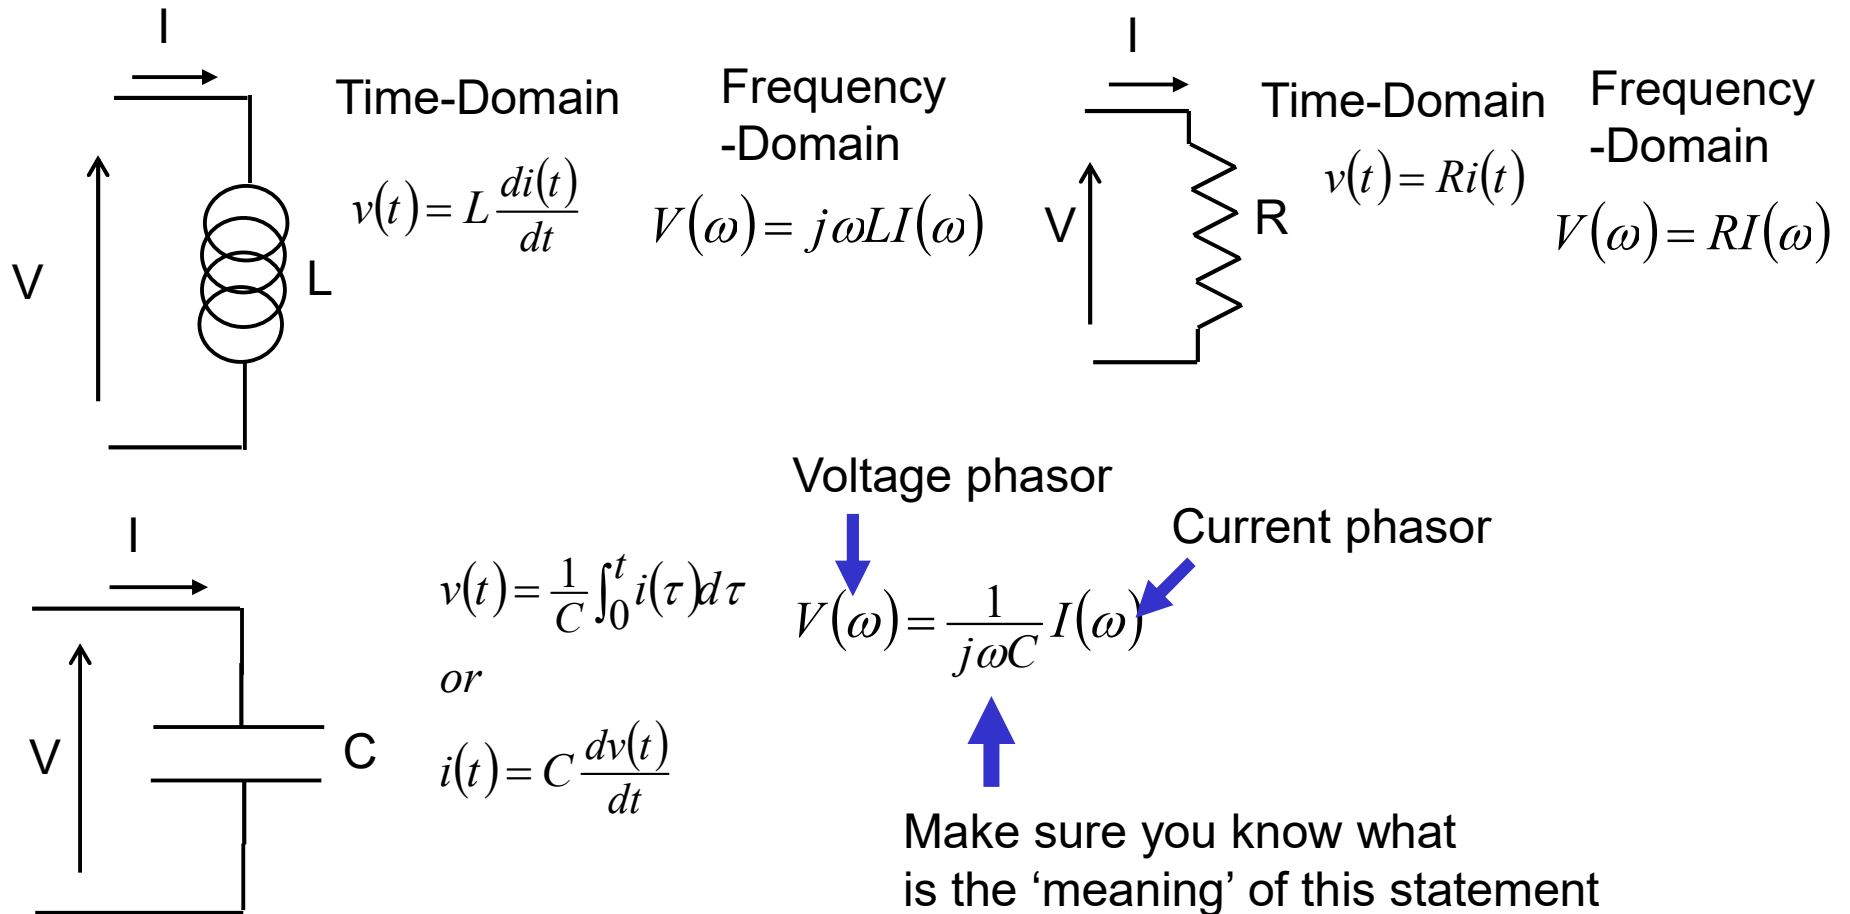 I
Time-Domain
Frequency
-Domain
v(t) = L di(t)/dt
V(ω) = jωLI(ω)
V
L
I
Time-Domain
Frequency
-Domain
v(t) = Ri(t)
V(ω) = RI(ω)
V
R
I
V
C
v(t) = 1/C ∫₀ᵗ i(τ)dτ
or
i(t) = C dv(t)/dt
Voltage phasor
Current phasor
V(ω) = 1/jωC I(ω)
Make sure you know what
is the ‘meaning’ of this statement